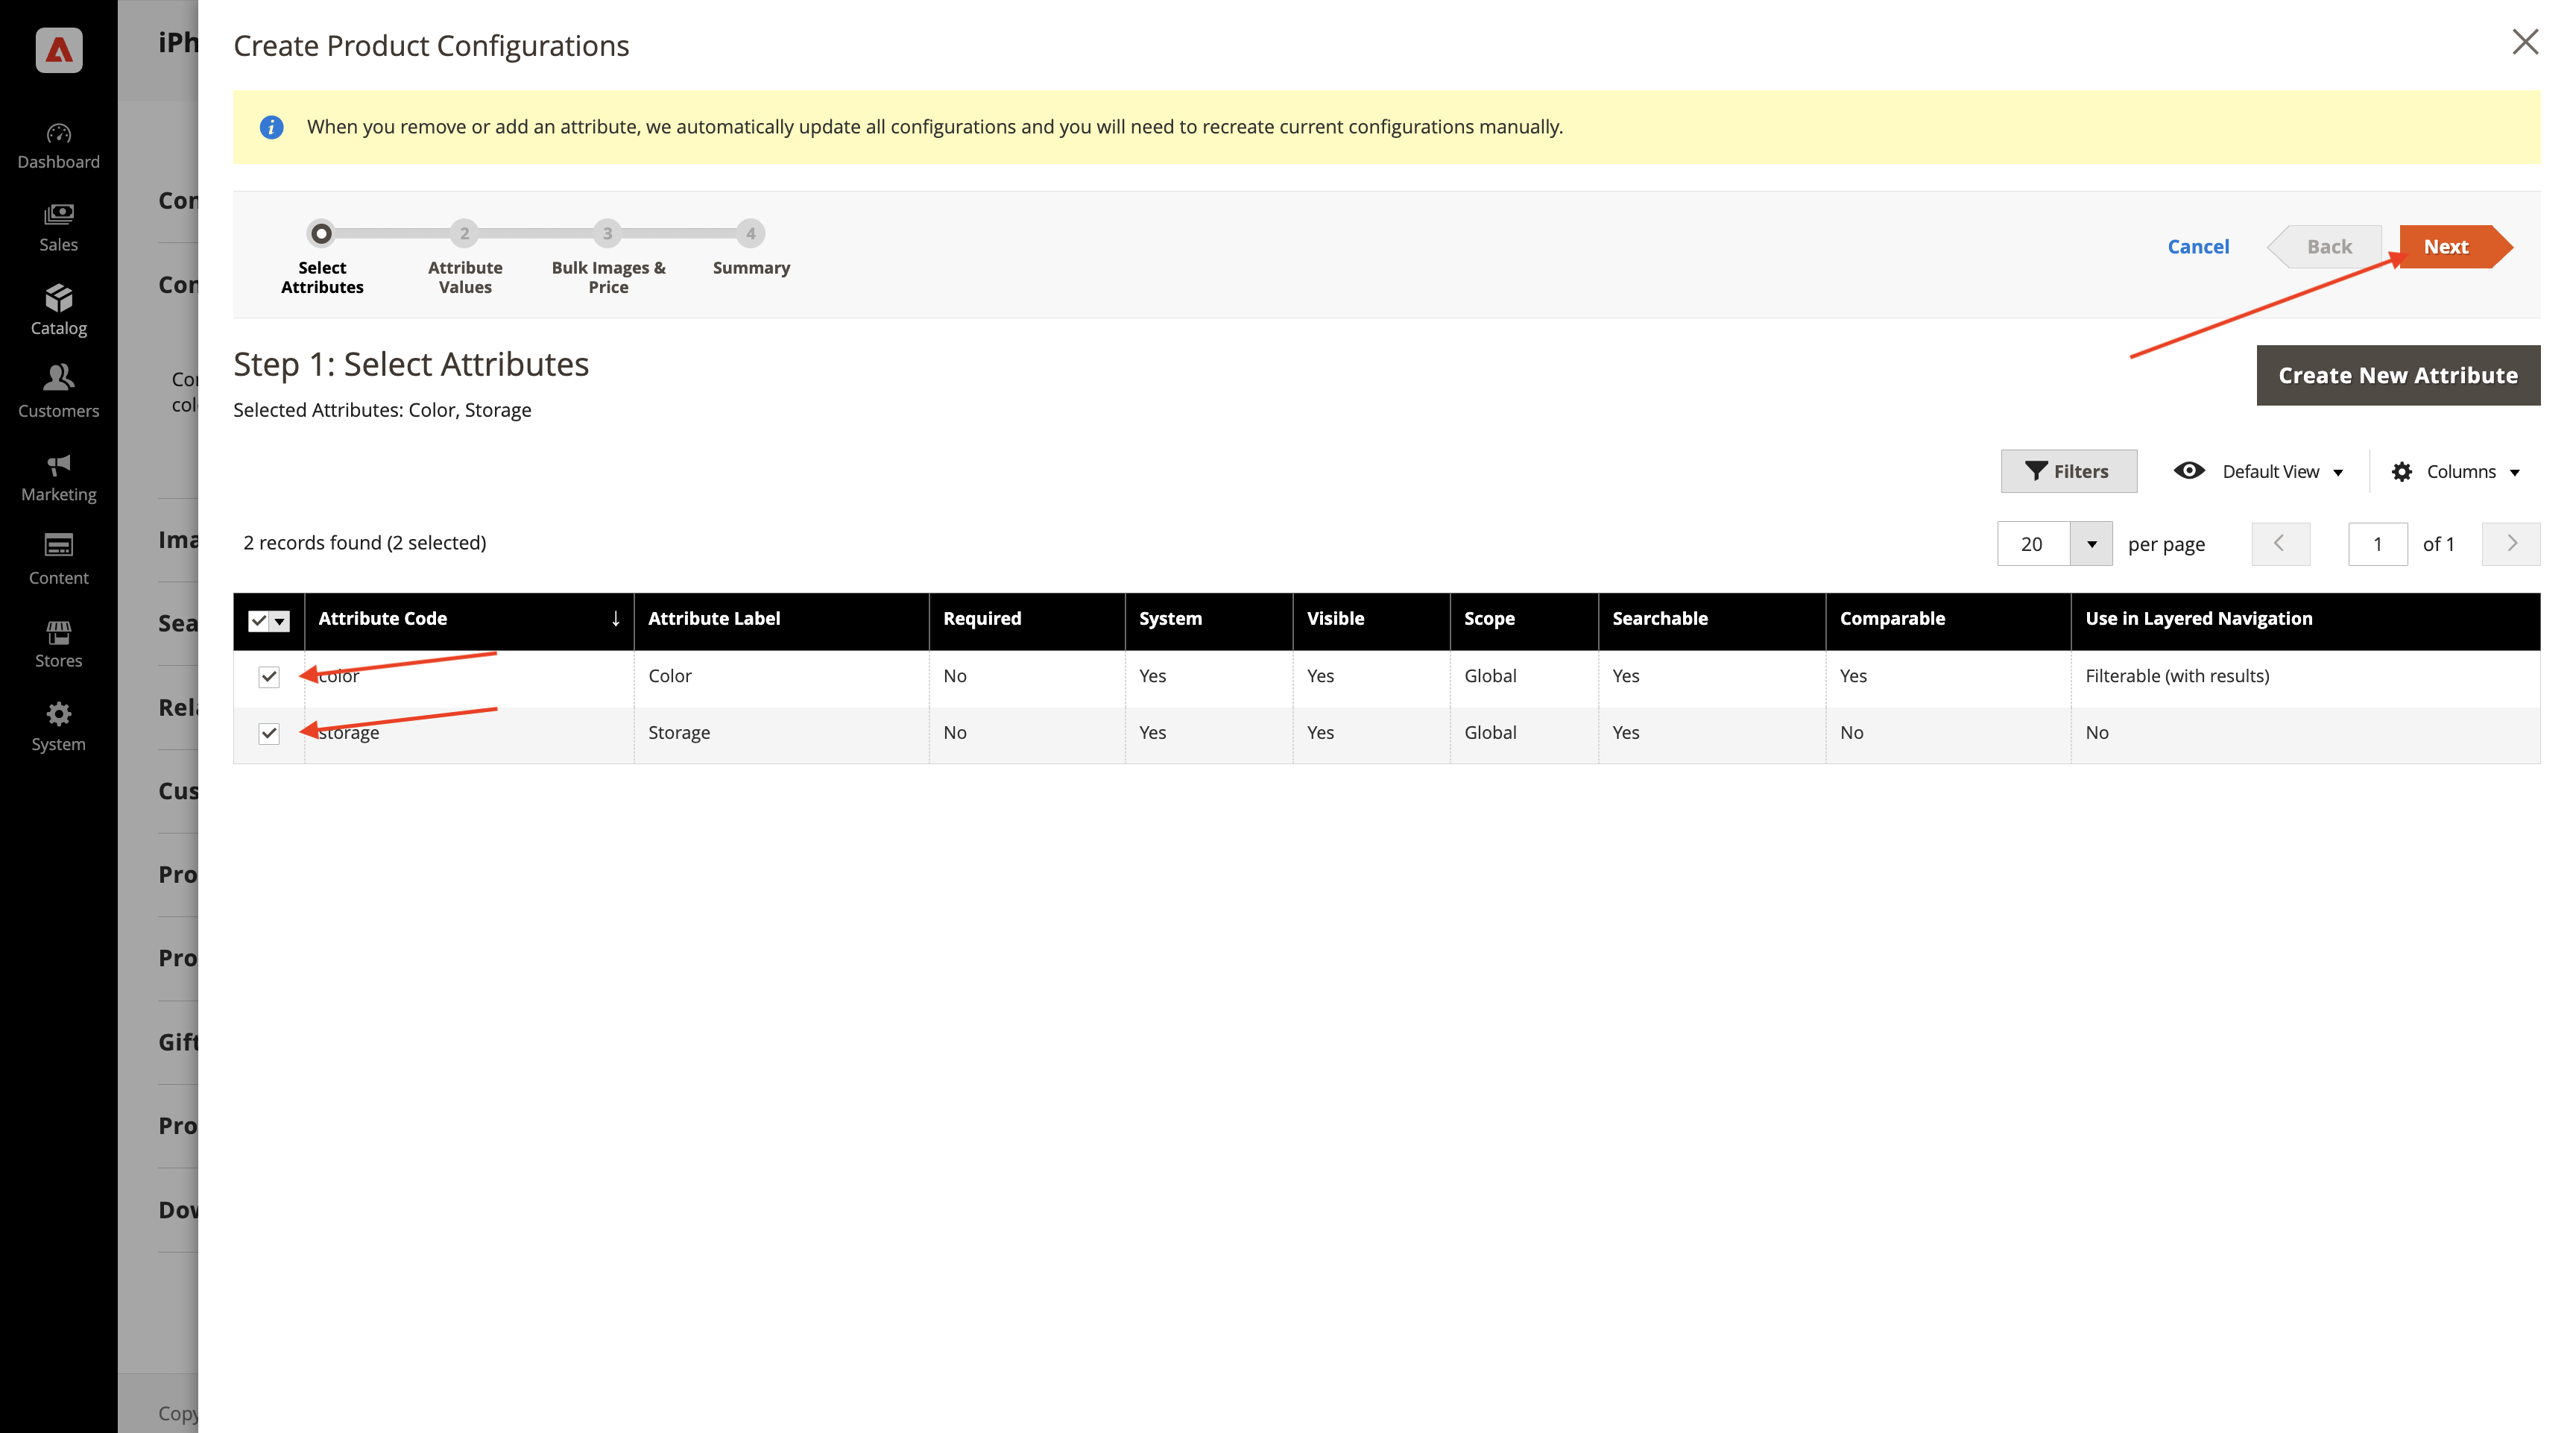 Create Product Configurations
When you remove or add an attribute, we automatically update all configurations and you will need to recreate current configurations manually.
2
3
4
Select
Attributes
Attribute
Values
Bulk Images &
Price
Summary
Cancel
Back
Next
Step 1: Select Attributes
Create New Attribute
Selected Attributes: Color, Storage
Filters
Default View
Columns
2 records found (2 selected)
20
per page
1
of 1
Attribute Code
Attribute Label
Required
System
Visible
Scope
Searchable
Comparable
Use in Layered Navigation
color
Color
No
Yes
Yes
Global
Yes
Yes
Filterable (with results)
storage
Storage
No
Yes
Yes
Global
Yes
No
No
Dashboard
Sales
Catalog
Customers
Marketing
Content
Stores
System
iPh
Con
Con
Co
col
Ima
Sea
Rela
Cus
Pro
Pro
Gift
Pro
Dow
Copy